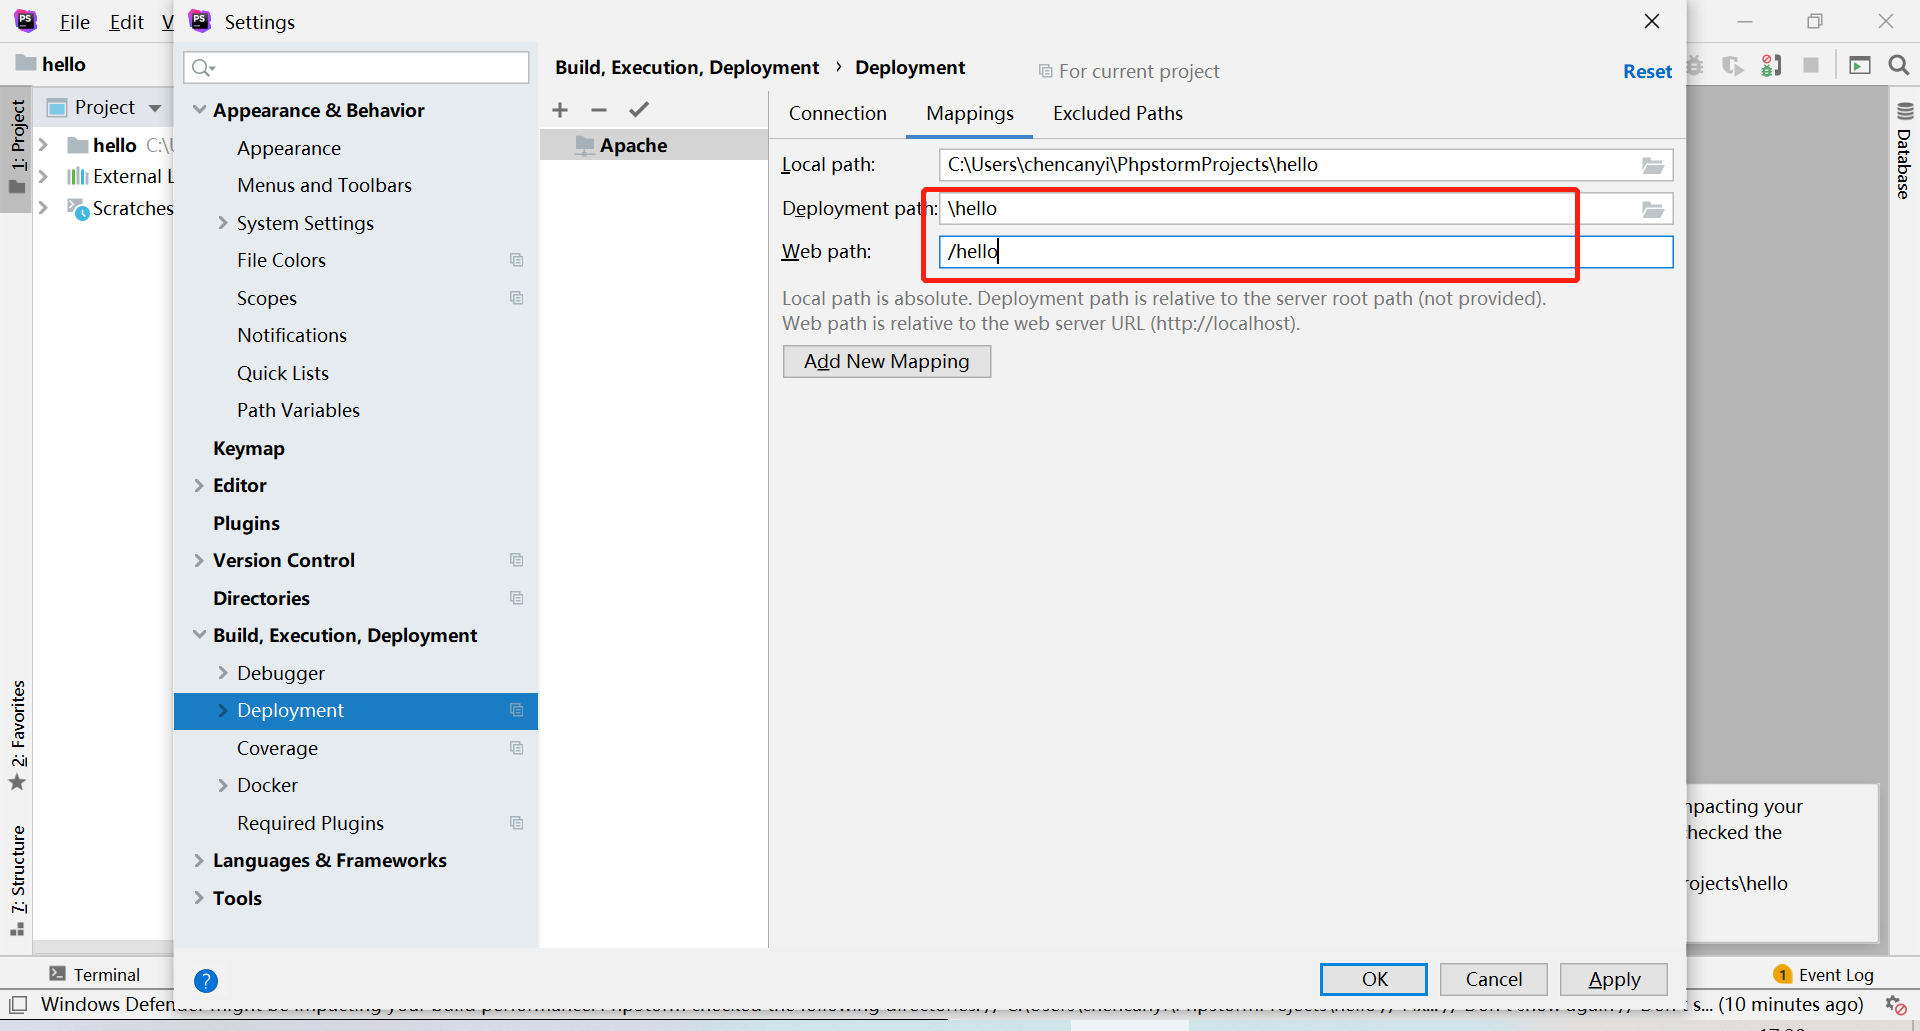 File Edit
Settings
hello
Build, Execution, Deployment › Deployment
For current project
Reset
Project
1: Project
hello
External L
Scratches
2: Favorites
7: Structure
Appearance & Behavior
Appearance
Menus and Toolbars
System Settings
File Colors
Scopes
Notifications
Quick Lists
Path Variables
Keymap
Editor
Plugins
Version Control
Directories
Build, Execution, Deployment
Debugger
Deployment
Coverage
Docker
Required Plugins
Languages & Frameworks
Tools
Apache
Connection Mappings Excluded Paths
Local path: C:\Users\chencanyi\PhpstormProjects\hello
Deployment path: \hello
Web path: /hello
Local path is absolute. Deployment path is relative to the server root path (not provided).
Web path is relative to the web server URL (http://localhost).
Add New Mapping
Database
mpacting your
hecked the
rojects\hello
? OK Cancel Apply
Terminal
1 Event Log
(10 minutes ago)